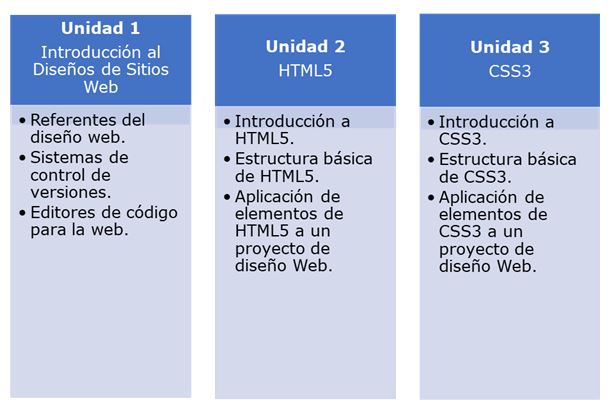 Unidad 1
Introducción al
Diseños de Sitios
Web
• Referentes del
diseño web.
• Sistemas de
control de
versiones.
• Editores de código
para la web.
Unidad 2
HTML5
• Introducción a
HTML5.
• Estructura básica
de HTML5.
• Aplicación de
elementos de
HTML5 a un
proyecto de
diseño Web.
Unidad 3
CSS3
• Introducción a
CSS3.
• Estructura básica
de CSS3.
• Aplicación de
elementos de
CSS3 a un
proyecto de
diseño Web.